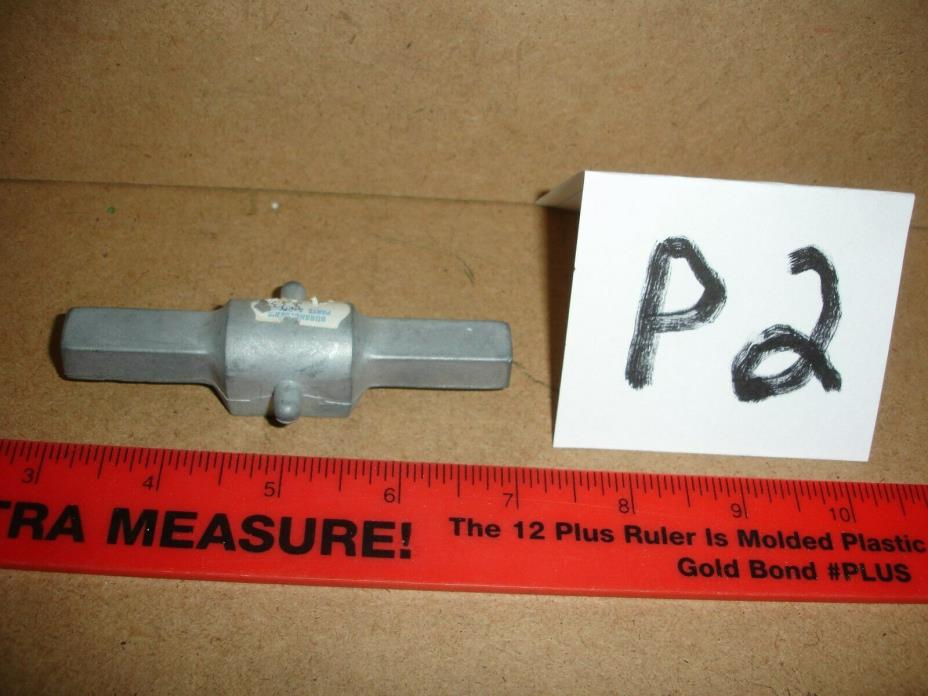 P2
3 4 5 6 7 8 9 10
TRA MEASURE!
The 12 Plus Ruler Is Molded Plastic
Gold Bond #PLUS